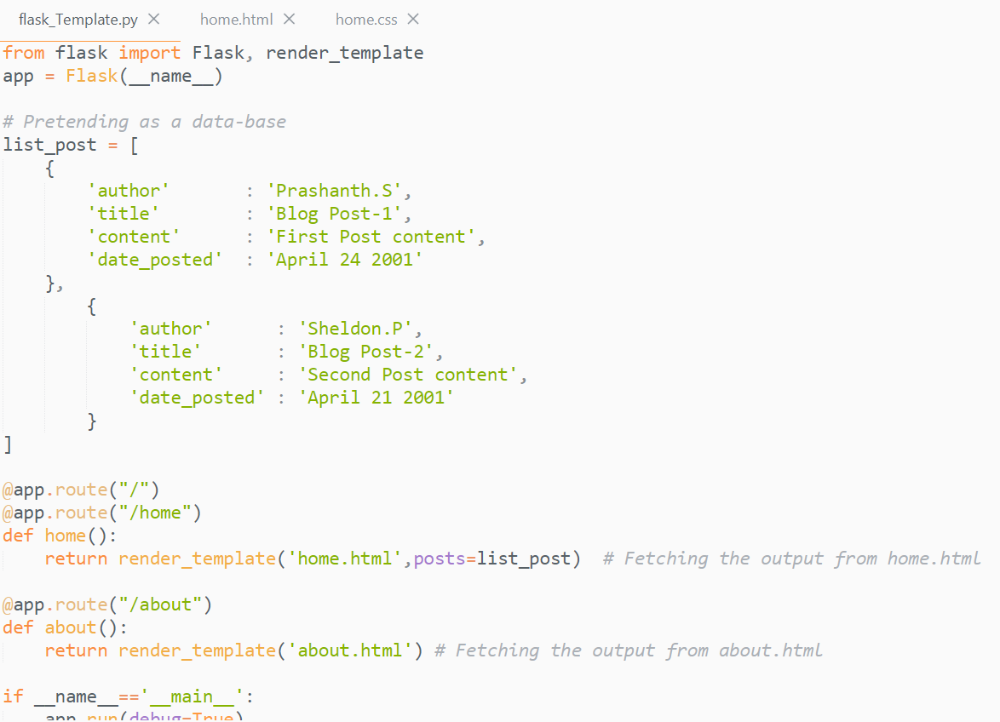 flask_Template.py × home.html × home.css ×
from flask import Flask, render_template
app = Flask(__name__)
# Pretending as a data-base
list_post = [
{
'author' : 'Prashanth.S',
'title' : 'Blog Post-1',
'content' : 'First Post content',
'date_posted' : 'April 24 2001'
},
{
'author' : 'Sheldon.P',
'title' : 'Blog Post-2',
'content' : 'Second Post content',
'date_posted' : 'April 21 2001'
}
]
@app.route("/")
@app.route("/home")
def home():
return render_template('home.html',posts=list_post) # Fetching the output from home.html
@app.route("/about")
def about():
return render_template('about.html') # Fetching the output from about.html
if __name__=='__main__':
app.run(debug=True)